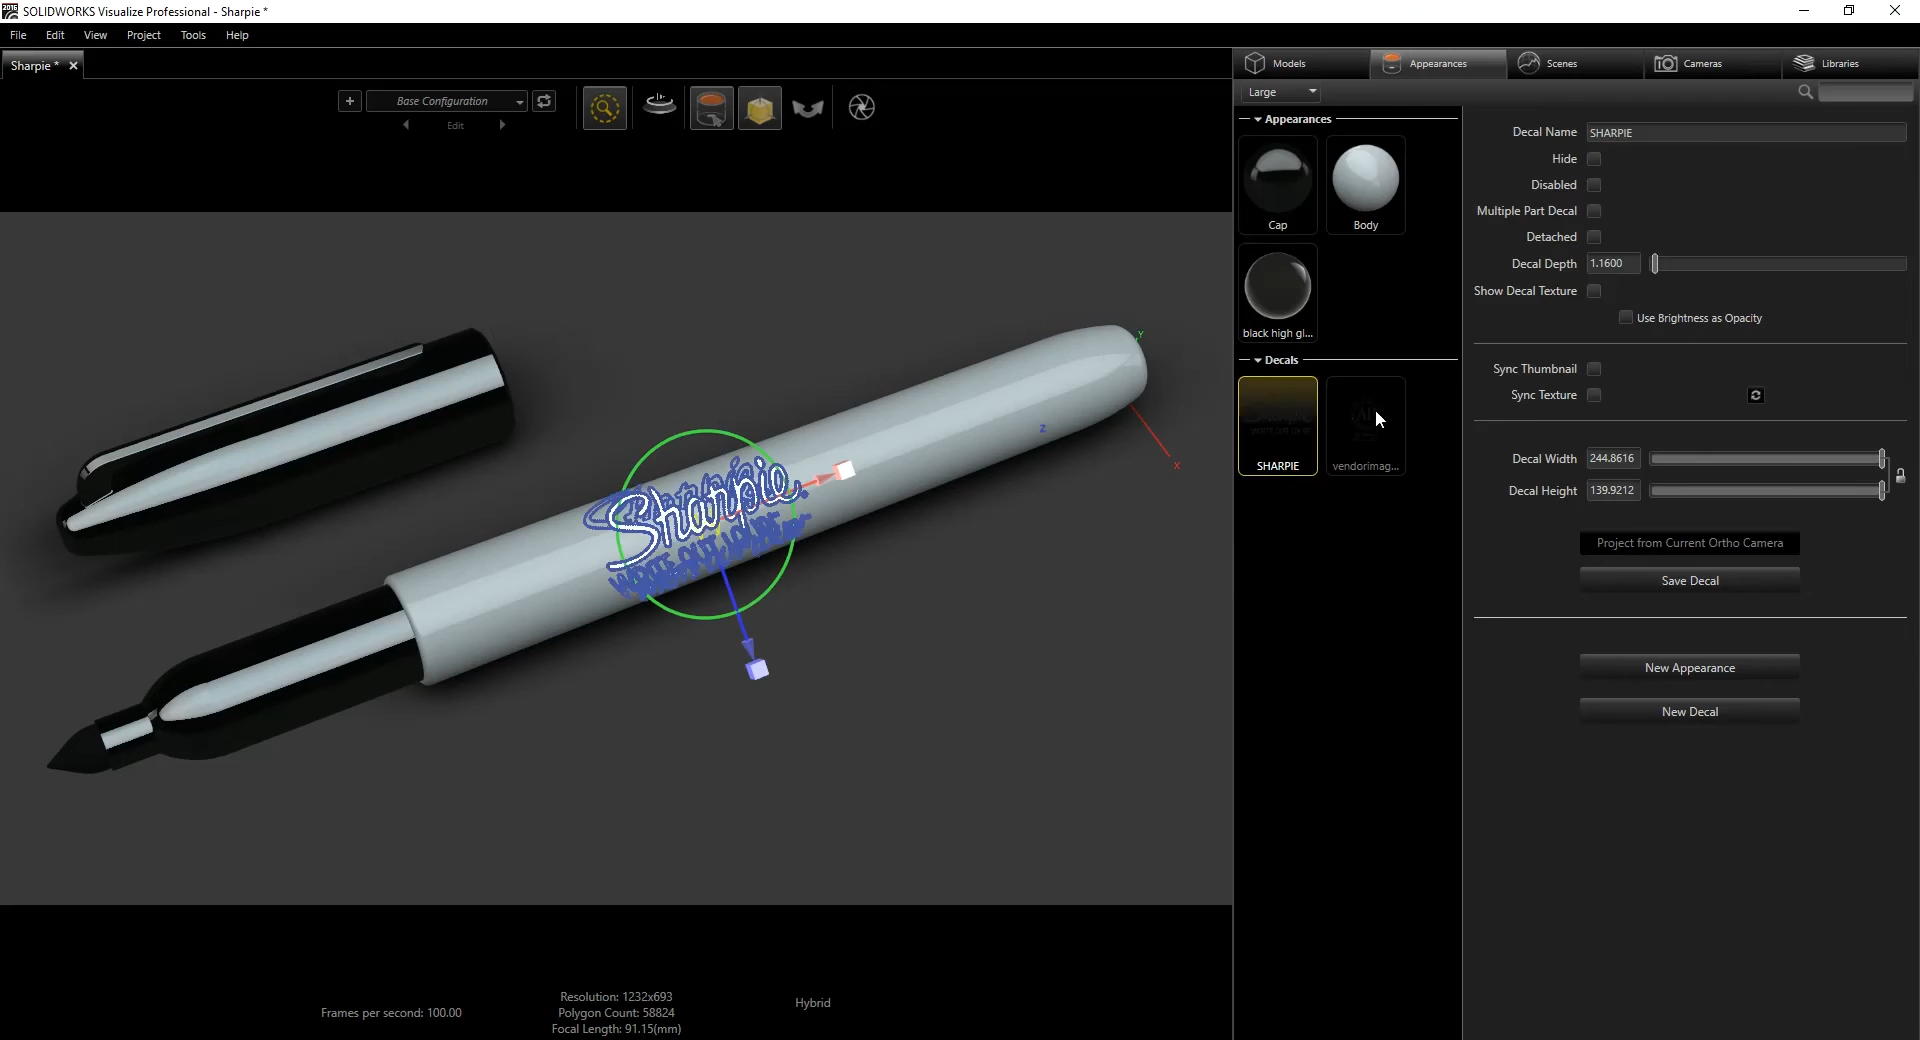 SOLIDWORKS Visualize Professional - Sharpie *
File Edit View Project Tools Help
Sharpie *
Base Configuration
Edit
Models
Appearances
Scenes
Cameras
Libraries
Large
Appearances
Cap
Body
black high gl...
Decals
SHARPIE
vendorimag...
Decal Name SHARPIE
Hide
Disabled
Multiple Part Decal
Detached
Decal Depth 1.1600
Show Decal Texture
Use Brightness as Opacity
Sync Thumbnail
Sync Texture
Decal Width 244.8616
Decal Height 139.9212
Project from Current Ortho Camera
Save Decal
New Appearance
New Decal
Sharpie
Y
Z
X
Frames per second: 100.00
Resolution: 1232x693
Polygon Count: 58824
Focal Length: 91.15(mm)
Hybrid